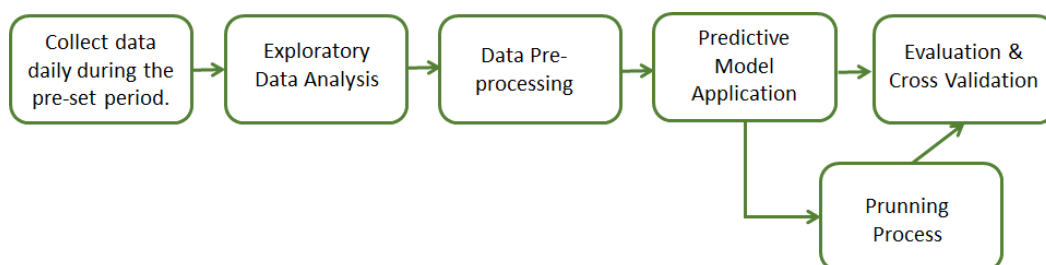 Collect data
daily during the
pre-set period.
Exploratory
Data Analysis
Data Pre-
processing
Predictive
Model
Application
Evaluation &
Cross Validation
Prunning
Process